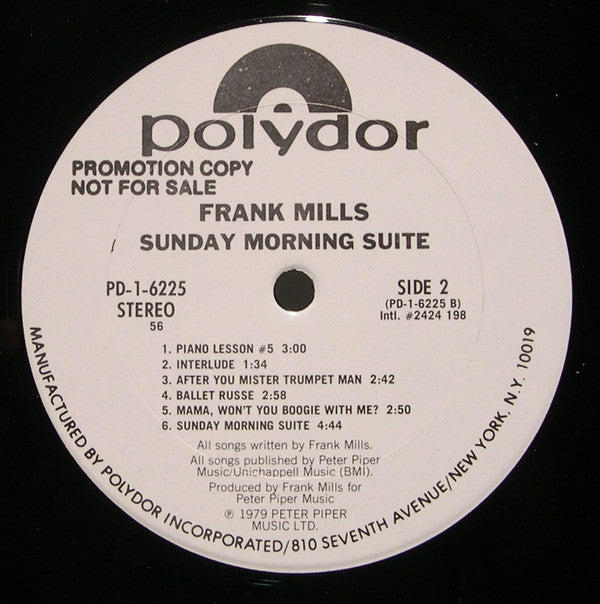 polydor
PROMOTION COPY
NOT FOR SALE
FRANK MILLS
SUNDAY MORNING SUITE
PD-1-6225
STEREO
56
SIDE 2
(PD-1-6225 B)
Intl. #2424 198
1. PIANO LESSON #5 3:00
2. INTERLUDE 1:34
3. AFTER YOU MISTER TRUMPET MAN 2:42
4. BALLET RUSSE 2:58
5. MAMA, WON'T YOU BOOGIE WITH ME? 2:50
6. SUNDAY MORNING SUITE 4:44
All songs written by Frank Mills.
All songs published by Peter Piper
Music/Unichappell Music (BMI).
Produced by Frank Mills for
Peter Piper Music
℗ 1979 PETER PIPER
MUSIC LTD.
MANUFACTURED BY POLYDOR INCORPORATED/810 SEVENTH AVENUE/NEW YORK, N.Y. 10019